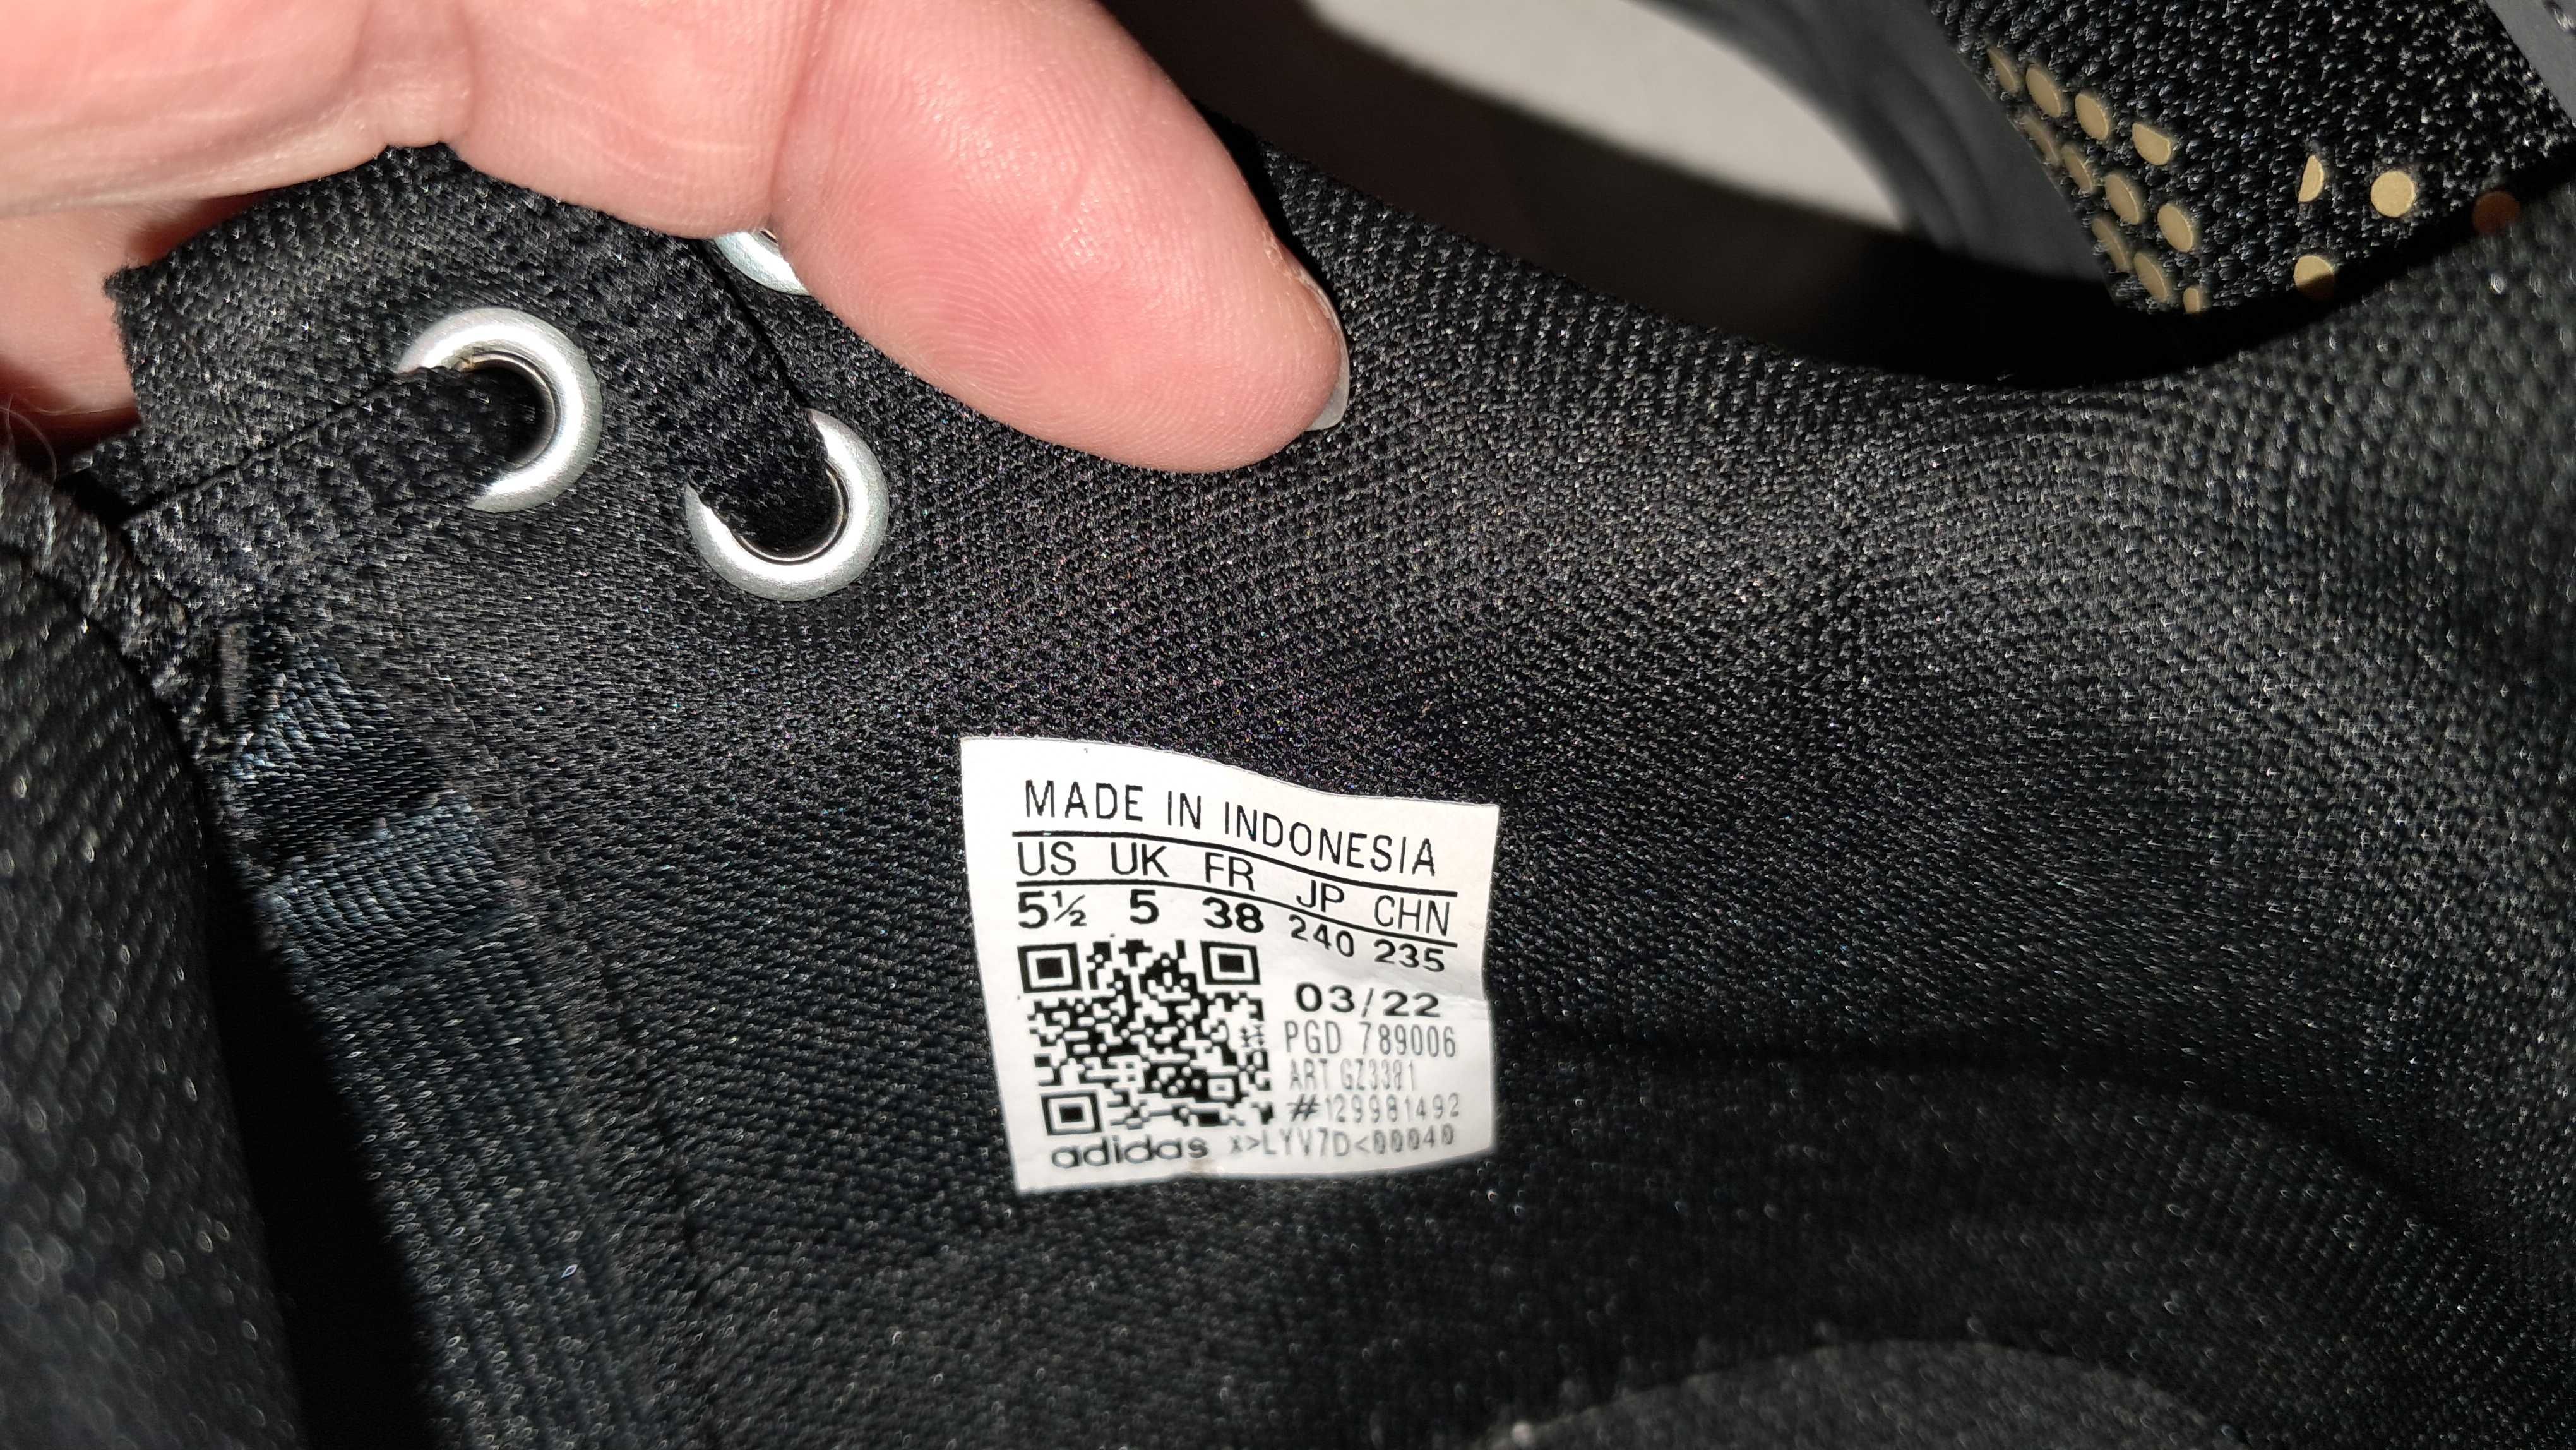 MADE IN INDONESIA
US UK FR JP CHN
5½ 5 38 240 235
03/22
PGD 789006
ART GZ3381
#129981492
adidas x>LYV7D<00040